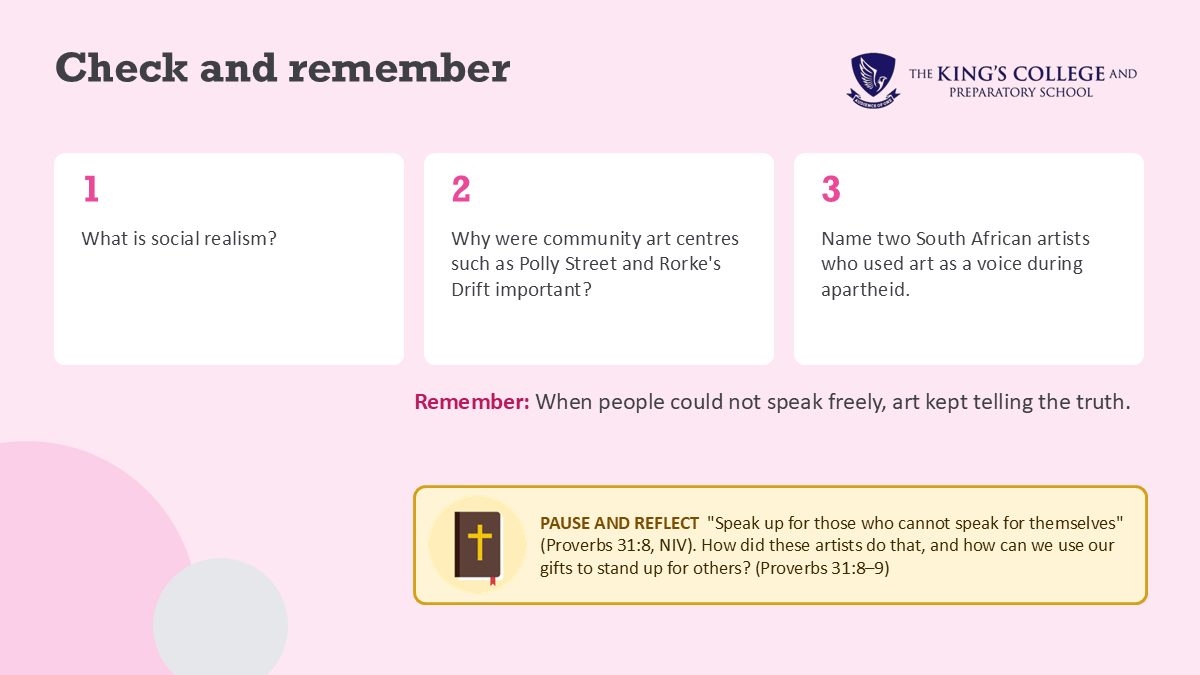 Check and remember
THE KING'S COLLEGE AND
PREPARATORY SCHOOL
AUDIENCE OF ONE
1
What is social realism?
2
Why were community art centres
such as Polly Street and Rorke's
Drift important?
3
Name two South African artists
who used art as a voice during
apartheid.
Remember: When people could not speak freely, art kept telling the truth.
PAUSE AND REFLECT "Speak up for those who cannot speak for themselves"
(Proverbs 31:8, NIV). How did these artists do that, and how can we use our
gifts to stand up for others? (Proverbs 31:8–9)